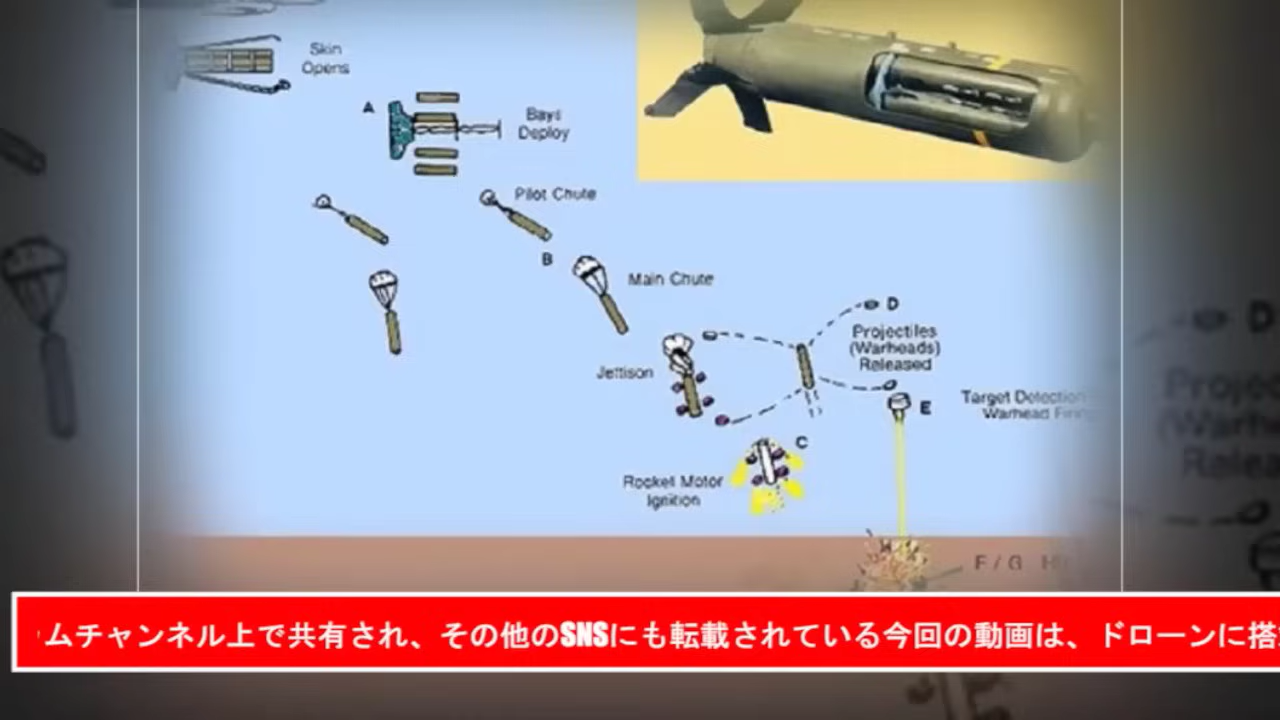 Skin
Opens
A
Bays
Deploy
Pilot Chute
B
Main Chute
D
Projectiles
(Warheads)
Released
Jettison
E
Target Detection
Warhead
C
Rocket Motor
Ignition
F/G
ムチャンネル上で共有され、その他のSNSにも転載されている今回の動画は、ドローンに搭